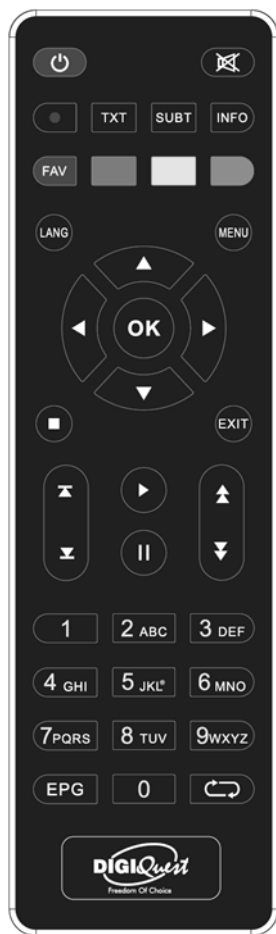 TXT SUBT INFO
FAV
LANG MENU
OK
EXIT
1 2 ABC 3 DEF
4 GHI 5 JKL 6 MNO
7PQRS 8 TUV 9WXYZ
EPG 0
DIGIQuest
Freedom Of Choice